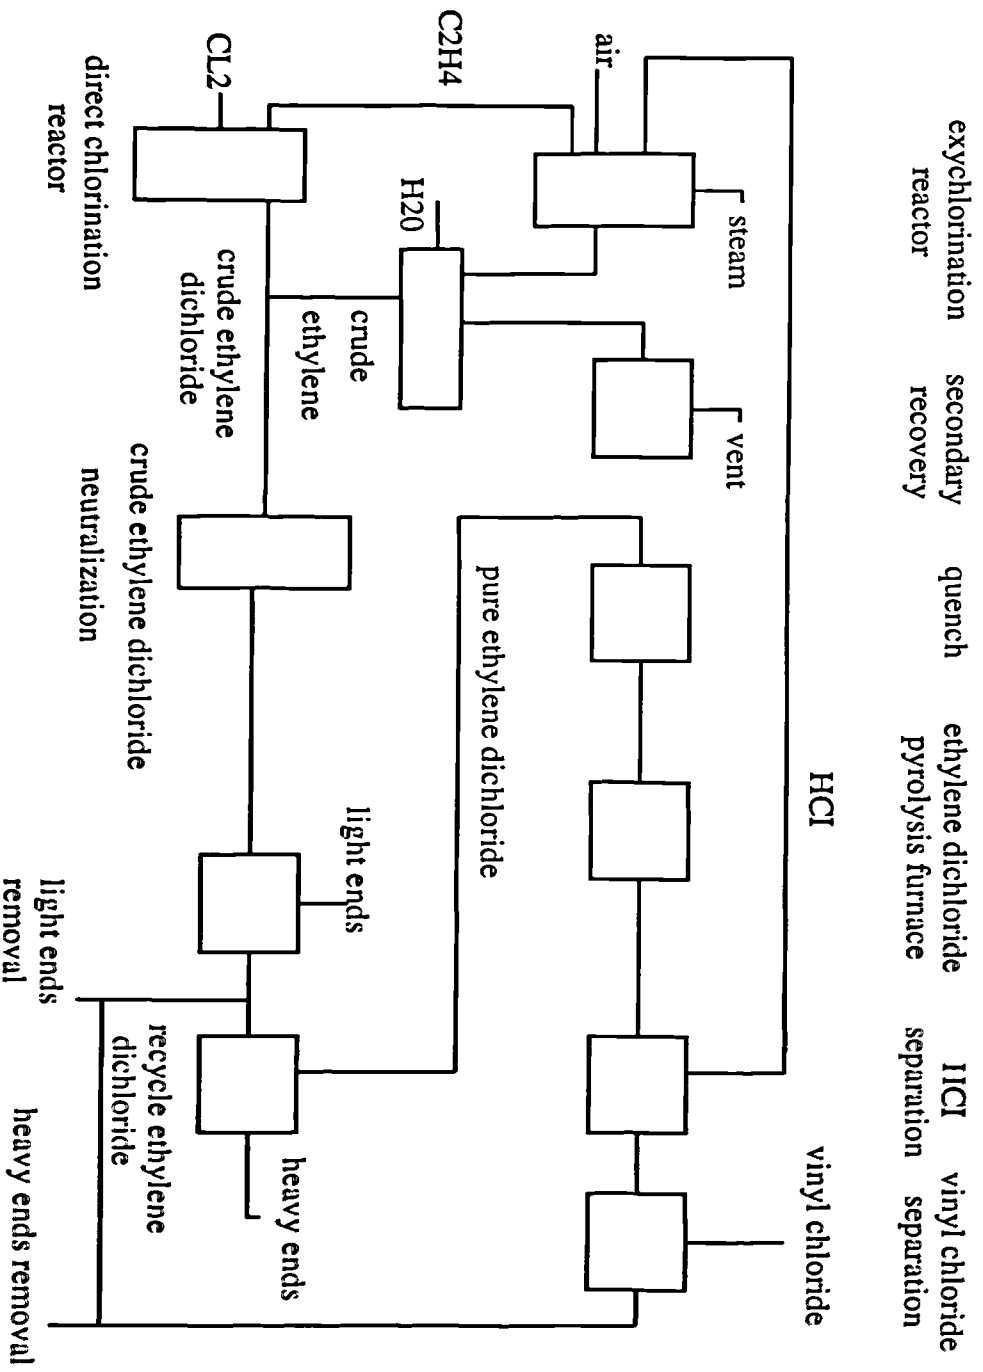 exychlorination
reactor
secondary
recovery
quench
ethylene dichloride
pyrolysis furnace
HCI
separation
vinyl chloride
separation
HCI
vinyl chloride
air
steam
vent
C2H4
H20
crude
ethylene
pure ethylene dichloride
light ends
heavy ends
CL2
crude ethylene
dichloride
recycle ethylene
dichloride
direct chlorination
reactor
crude ethylene dichloride
neutralization
light ends
removal
heavy ends removal